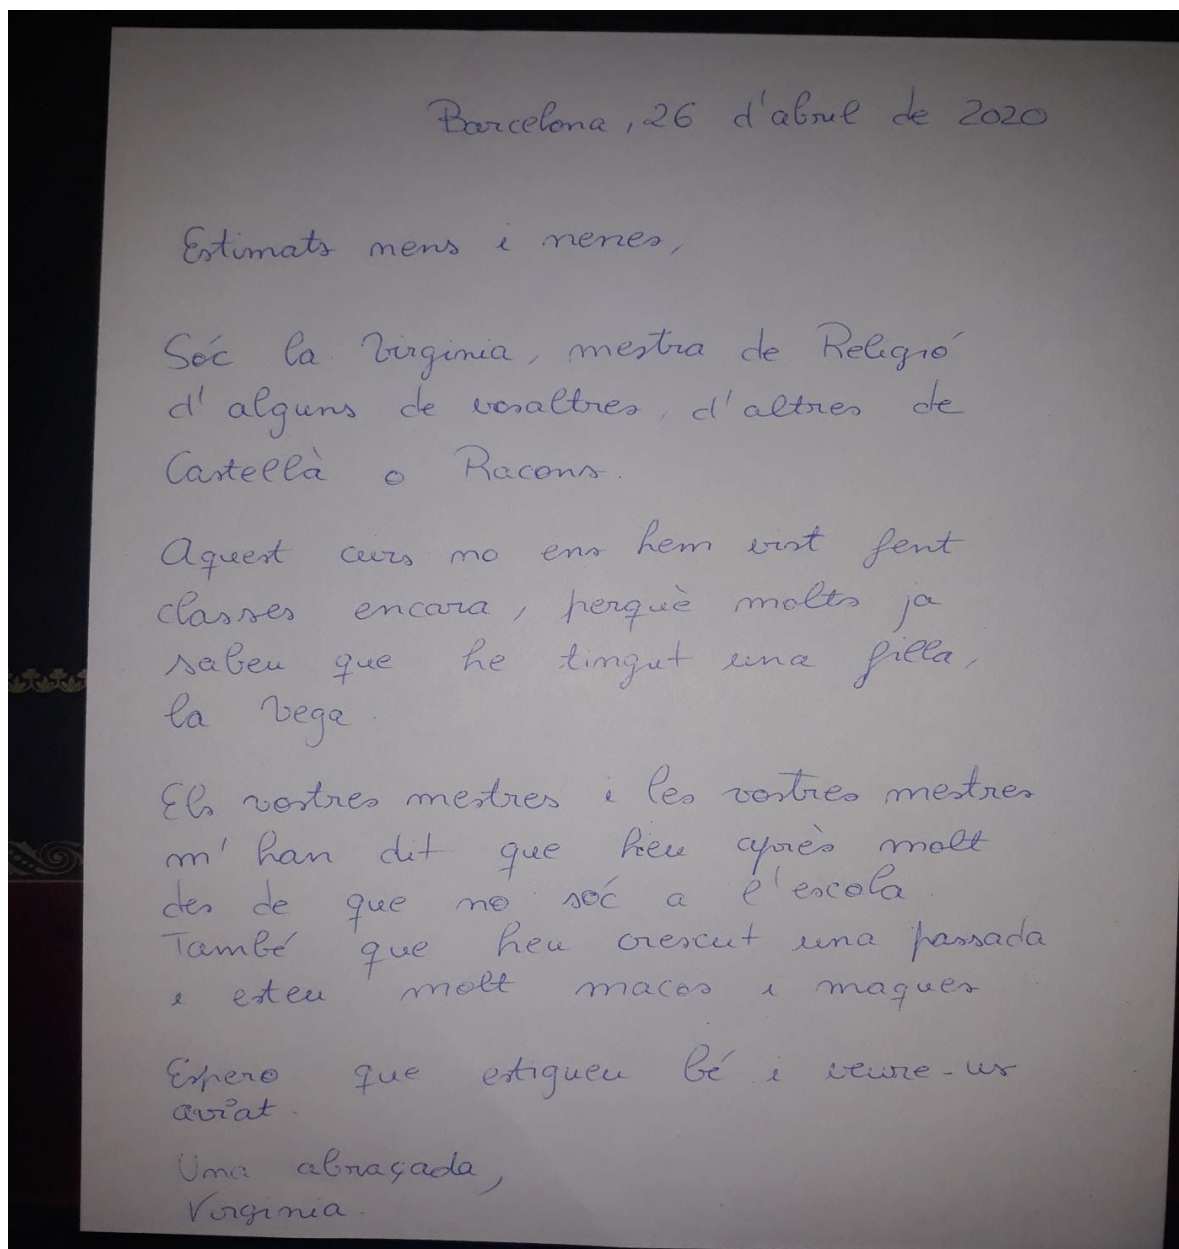 Barcelona, 26 d'abril de 2020
Estimats nens i nenes,
Sóc la Virginia, mestra de Religió
d'alguns de vosaltres, d'altres de
Castellà o Racons.
Aquest curs no ens hem vist fent
classes encara, perquè molts ja
sabeu que he tingut una filla,
la Vega.
Els vostres mestres i les vostres mestres
m'han dit que heu après molt
des de que no sóc a l'escola.
També que heu crescut una passada
i esteu molt macos i maques
Espero que estigueu bé i veure-us
aviat.
Una abraçada,
Virginia.